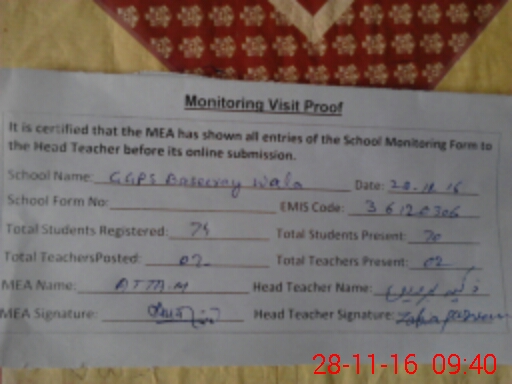 Monitoring Visit Proof
It is certified that the MEA has shown all entries of the School Monitoring Form to
the Head Teacher before its online submission.
School Name: GGPS wala Date: 28.11.16
School Form No: EMIS Code: 36120306
Total Students Registered: Total Students Present: 70
Total TeachersPosted: 02 Total Teachers Present: 02
MEA Name: ATTA.M Head Teacher Name:
MEA Signature: Head Teacher Signature:
28-11-16 09:40